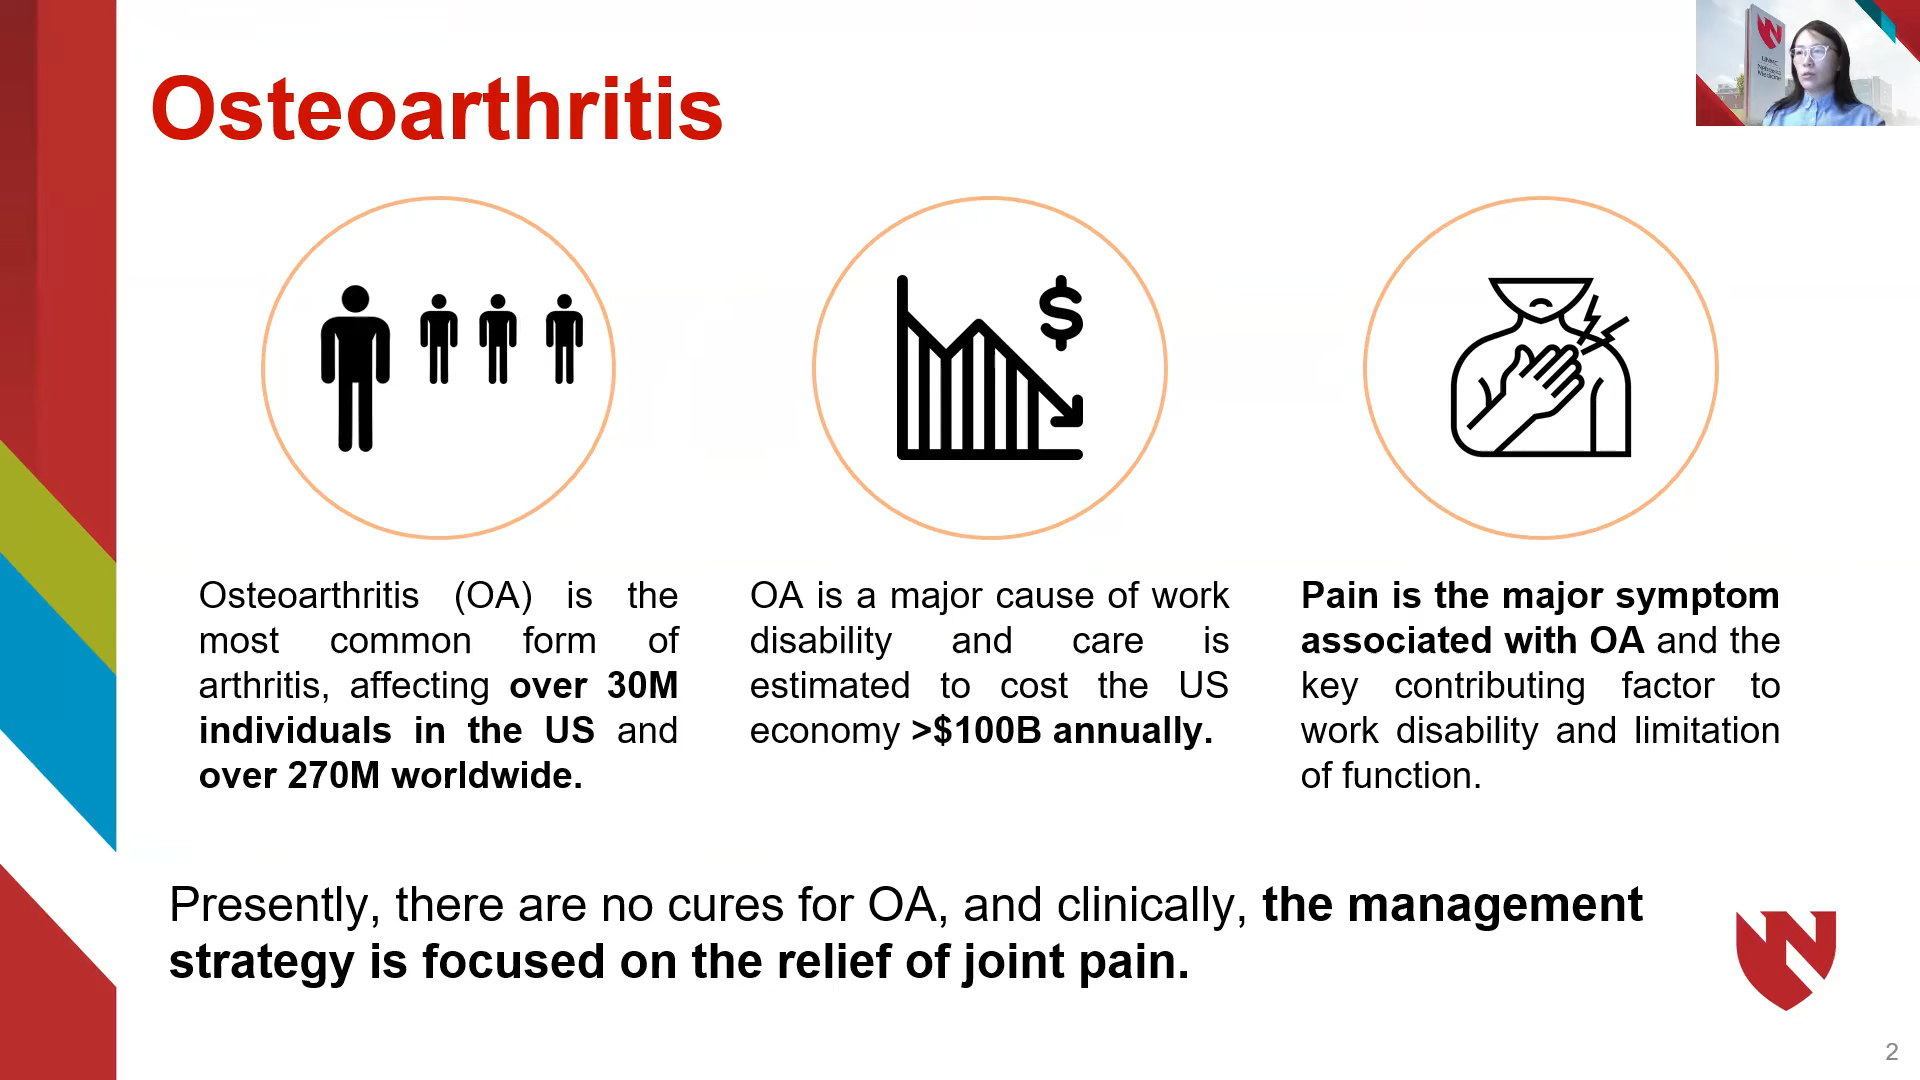 Osteoarthritis
UNMC
Nebraska
Medicine
$
Osteoarthritis (OA) is the
most common form of
arthritis, affecting over 30M
individuals in the US and
over 270M worldwide.
OA is a major cause of work
disability and care is
estimated to cost the US
economy >$100B annually.
Pain is the major symptom
associated with OA and the
key contributing factor to
work disability and limitation
of function.
Presently, there are no cures for OA, and clinically, the management
strategy is focused on the relief of joint pain.
2